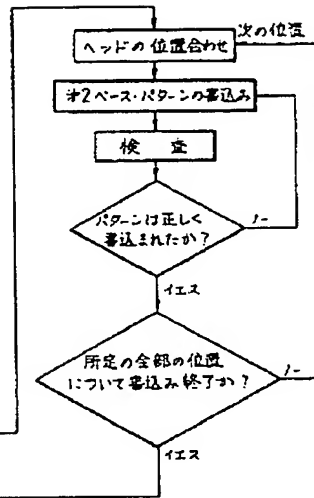 ヘッドの位置合わせ
次の位置
オ2ベース・パターンの書込み
検 査
パターンは正しく
書込まれたか?
ノー
イエス
所定の全部の位置
について書込み終了か?
ノー
イエス